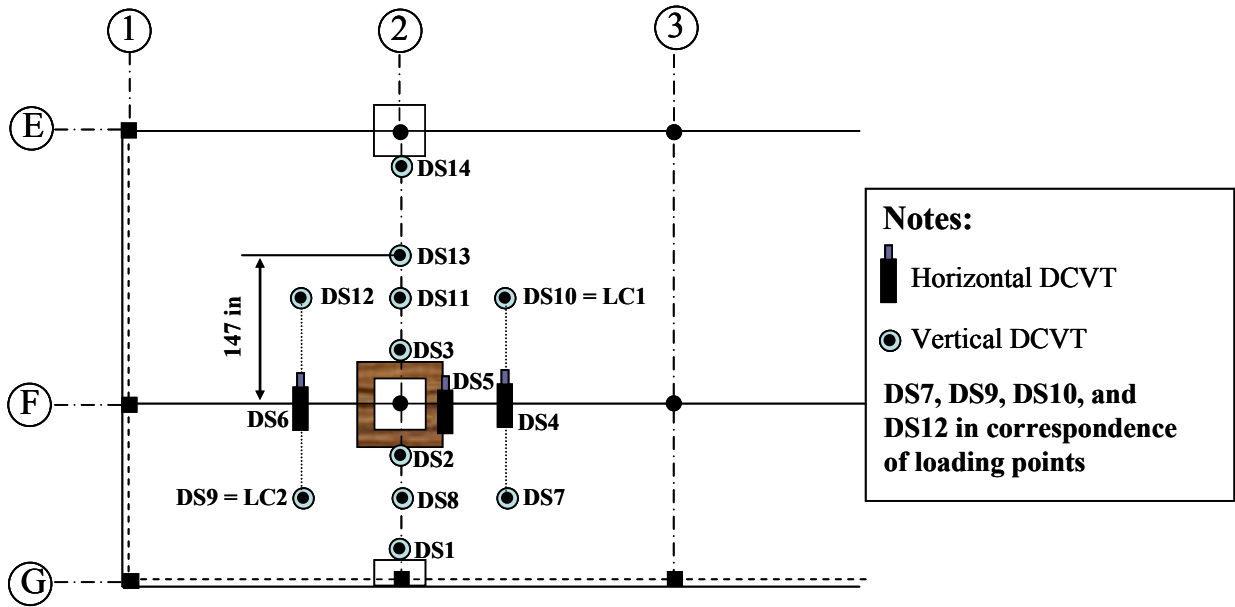 1
2
3
E
DS14
DS13
147 in
DS12
DS11
DS10 = LC1
DS3
DS5
F
DS6
DS4
DS2
DS9 = LC2
DS8
DS7
DS1
G
Notes:
Horizontal DCVT
Vertical DCVT
DS7, DS9, DS10, and
DS12 in correspondence
of loading points